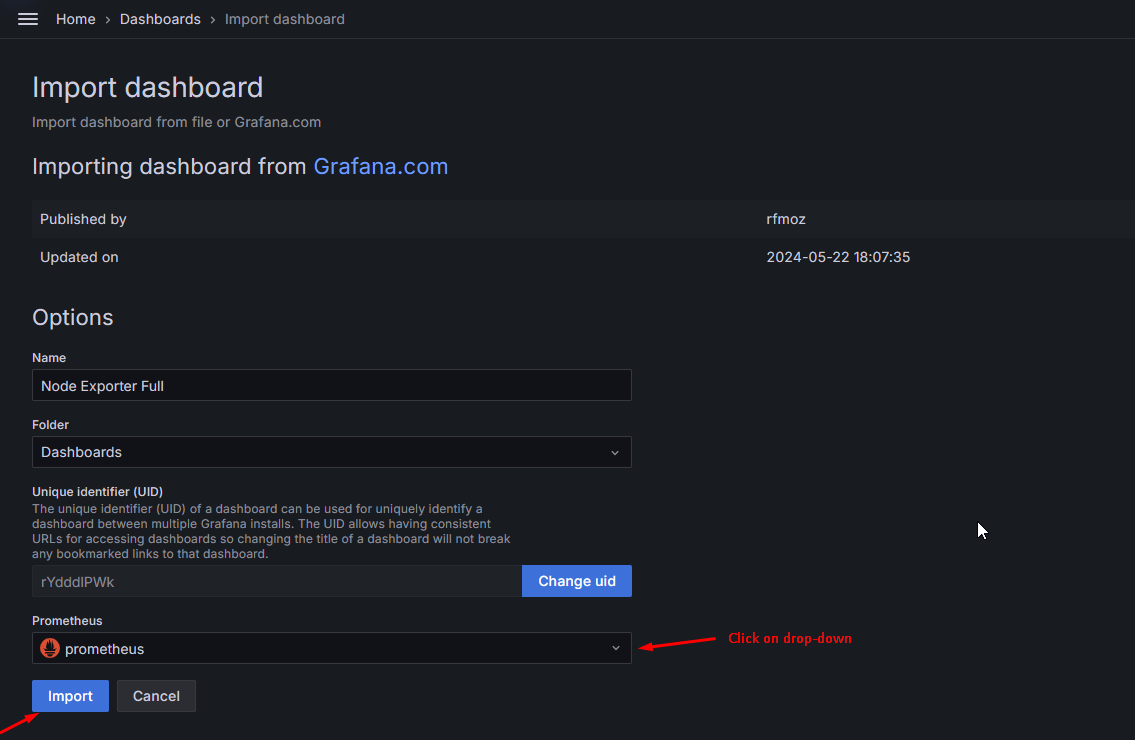 Home › Dashboards › Import dashboard
Import dashboard
Import dashboard from file or Grafana.com
Importing dashboard from Grafana.com
Published by rfmoz
Updated on 2024-05-22 18:07:35
Options
Name
Node Exporter Full
Folder
Dashboards
Unique identifier (UID)
The unique identifier (UID) of a dashboard can be used for uniquely identify a
dashboard between multiple Grafana installs. The UID allows having consistent
URLs for accessing dashboards so changing the title of a dashboard will not break
any bookmarked links to that dashboard.
rYdddlPWk
Change uid
Prometheus
prometheus
Click on drop-down
Import Cancel